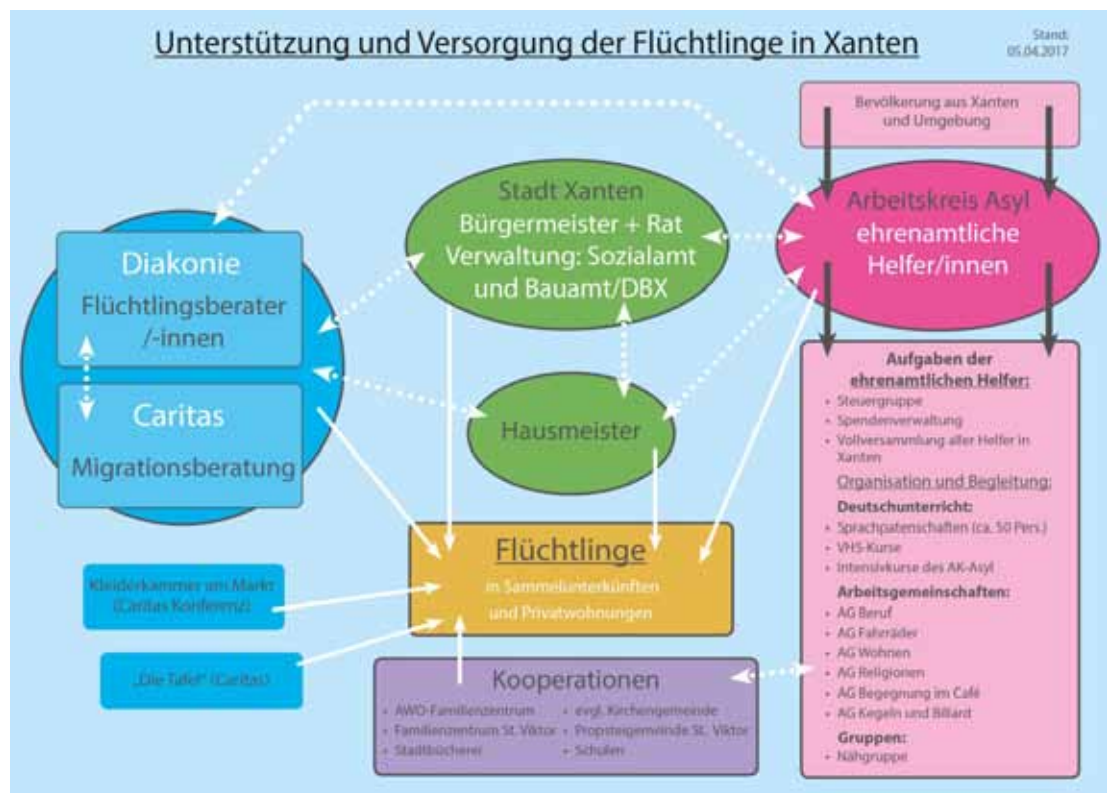 Unterstützung und Versorgung der Flüchtlinge in Xanten
Stand:
05.04.2017
Bevölkerung aus Xanten
und Umgebung
Stadt Xanten
Bürgermeister + Rat
Verwaltung: Sozialamt
und Bauamt/DBX
Arbeitskreis Asyl
ehrenamtliche
Helfer/innen
Diakonie
Flüchtlingsberater
/-innen
Caritas
Migrationsberatung
Hausmeister
Flüchtlinge
in Sammelunterkünften
und Privatwohnungen
Kleiderkammer um Markt
(Caritas Konferenz)
„Die Tafel“ (Caritas)
Kooperationen
• AWO-Familienzentrum
• Familienzentrum St. Viktor
• Stadtbücherei
• evgl. Kirchengemeinde
• Propsteigemeinde St. Viktor
• Schulen
Aufgaben der
ehrenamtlichen Helfer:
• Steuergruppe
• Spendenverwaltung
• Vollversammlung aller Helfer in
Xanten
Organisation und Begleitung:
Deutschunterricht:
• Sprachpatenschaften (ca. 50 Pers.)
• VHS-Kurse
• Intensivkurse des AK-Asyl
Arbeitsgemeinschaften:
• AG Beruf
• AG Fahrräder
• AG Wohnen
• AG Religionen
• AG Begegnung im Café
• AG Kegeln und Billard
Gruppen:
• Nähgruppe